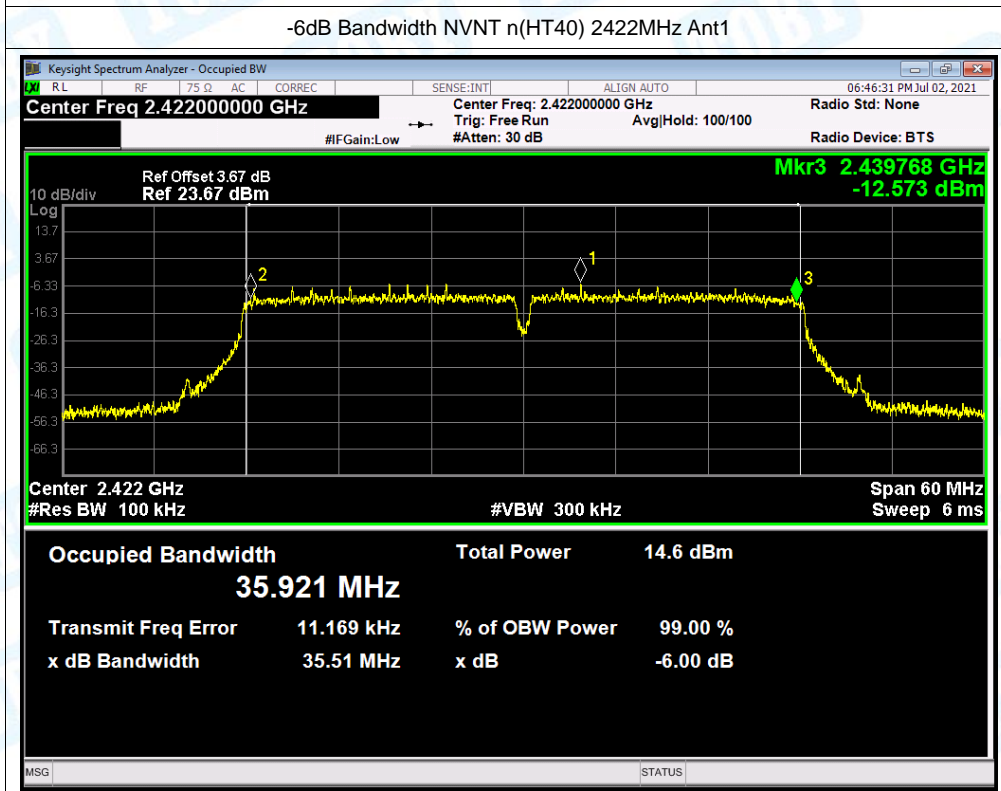 -6dB Bandwidth NVNT n(HT40) 2422MHz Ant1
Keysight Spectrum Analyzer - Occupied BW
LXI RL RF 75 Ω AC CORREC SENSE:INT ALIGN AUTO 06:46:31 PM Jul 02, 2021
Center Freq 2.422000000 GHz Center Freq: 2.422000000 GHz Radio Std: None
Trig: Free Run Avg|Hold: 100/100
#IFGain:Low #Atten: 30 dB Radio Device: BTS
Ref Offset 3.67 dB Mkr3 2.439768 GHz
10 dB/div Ref 23.67 dBm -12.573 dBm
Log
13.7
3.67
1
2
3
-6.33
-16.3
-26.3
-36.3
-46.3
-56.3
-66.3
Center 2.422 GHz Span 60 MHz
#Res BW 100 kHz #VBW 300 kHz Sweep 6 ms
Occupied Bandwidth Total Power 14.6 dBm
35.921 MHz
Transmit Freq Error 11.169 kHz % of OBW Power 99.00 %
x dB Bandwidth 35.51 MHz x dB -6.00 dB
MSG STATUS